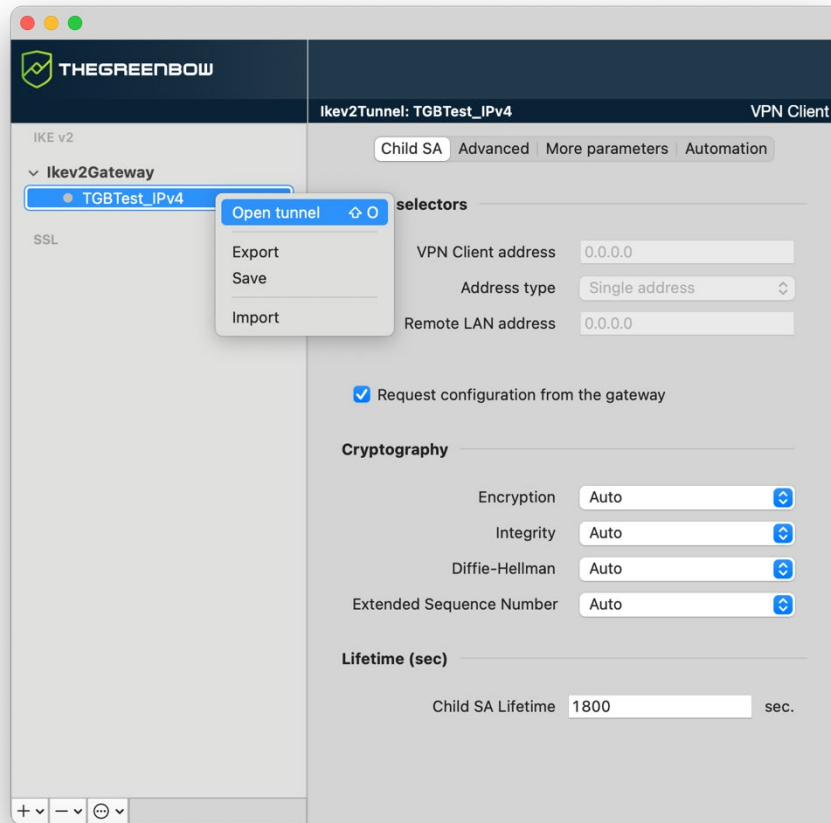 THEGREENBOW
Ikev2Tunnel: TGBTest_IPv4 VPN Client
IKE v2
Ikev2Gateway
TGBTest_IPv4
SSL
Open tunnel ⇧ O
Export
Save
Import
Child SA Advanced More parameters Automation
selectors
VPN Client address 0.0.0.0
Address type Single address
Remote LAN address 0.0.0.0
Request configuration from the gateway
Cryptography
Encryption Auto
Integrity Auto
Diffie-Hellman Auto
Extended Sequence Number Auto
Lifetime (sec)
Child SA Lifetime 1800 sec.